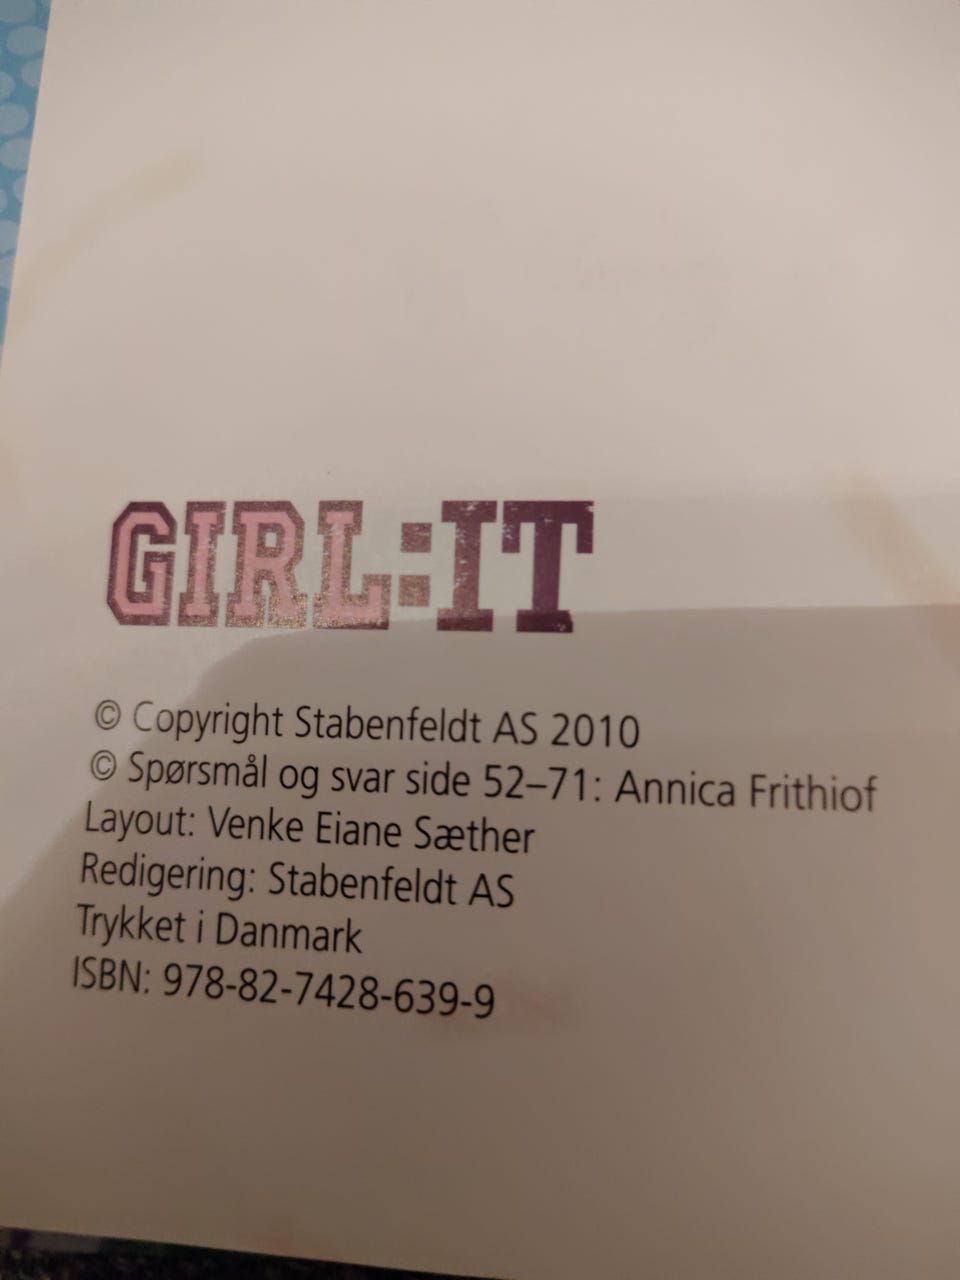 GIRL:IT
© Copyright Stabenfeldt AS 2010
© Spørsmål og svar side 52–71: Annica Frithiof
Layout: Venke Eiane Sæther
Redigering: Stabenfeldt AS
Trykket i Danmark
ISBN: 978-82-7428-639-9